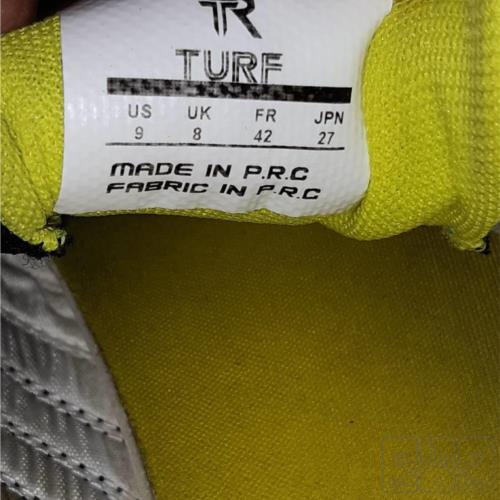 TR
TURF
US UK FR JPN
9 8 42 27
MADE IN P.R.C
FABRIC IN P.R.C